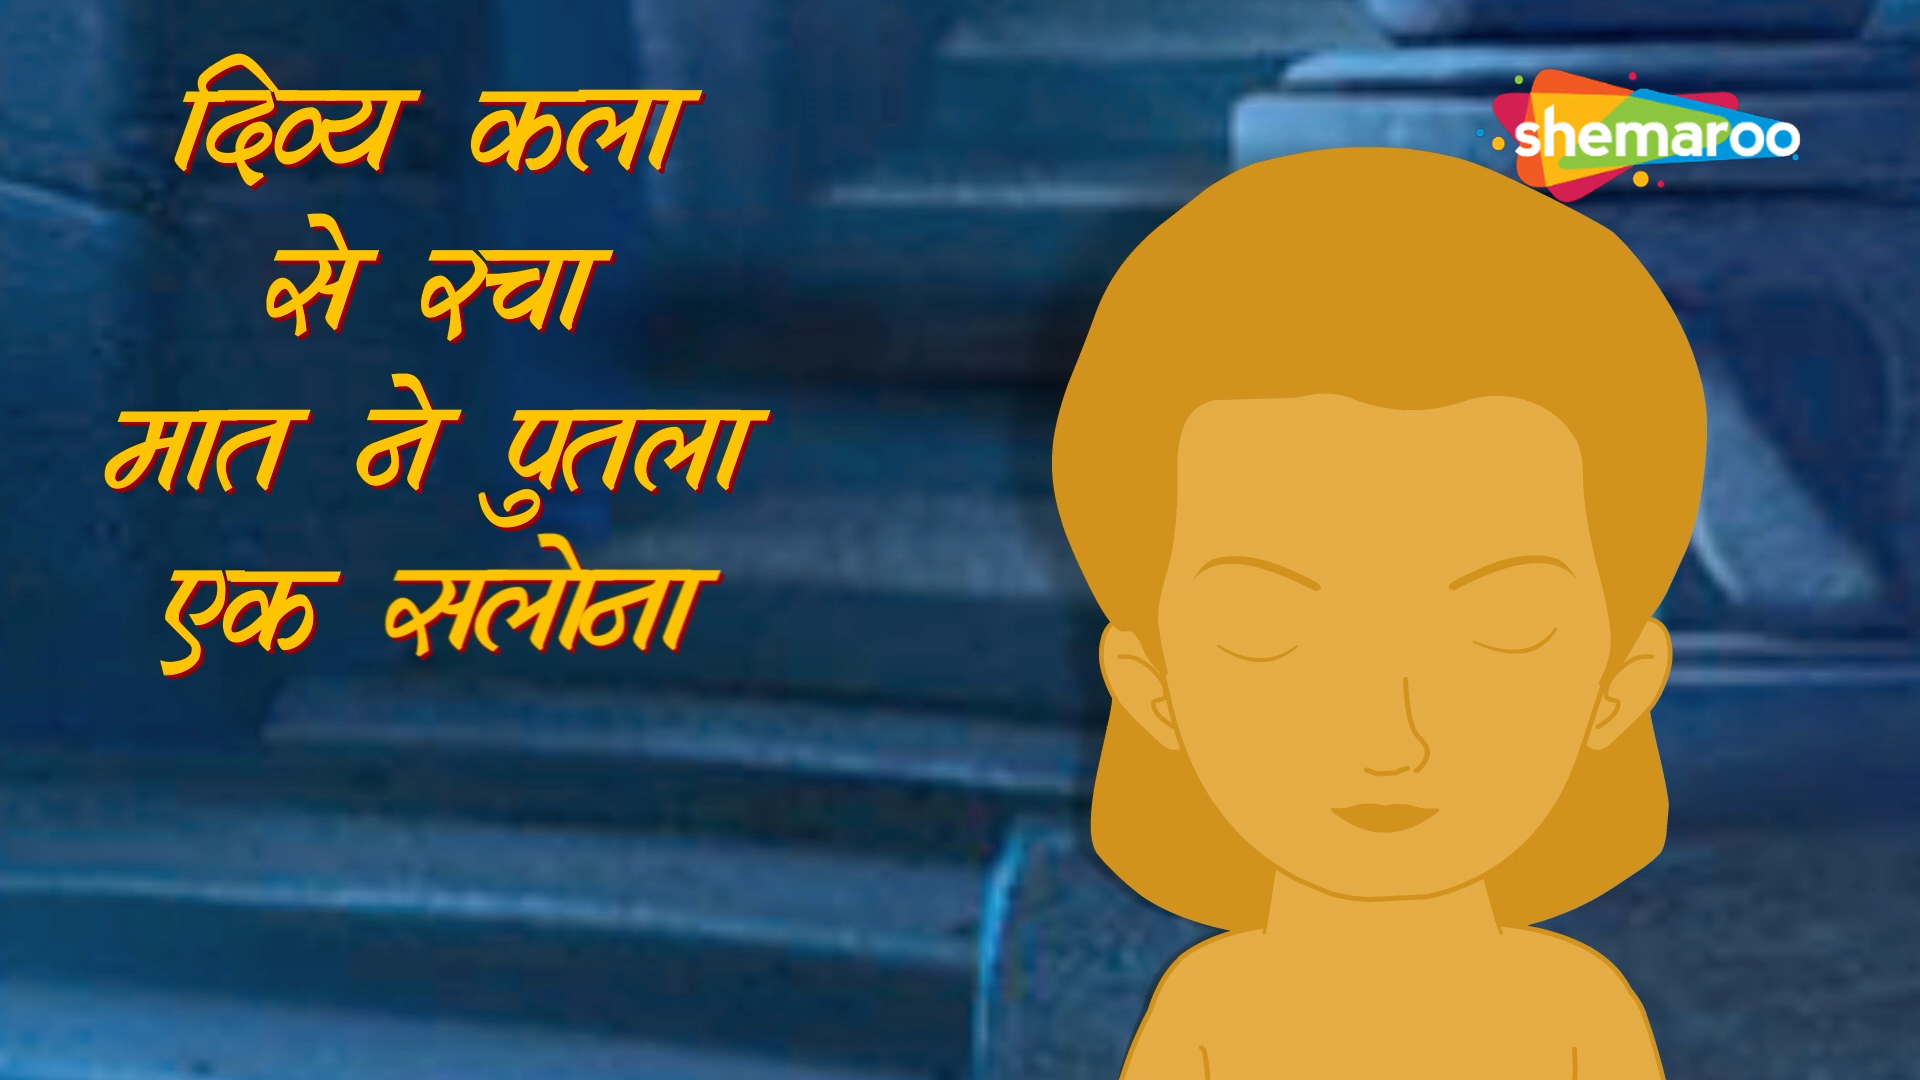 दिव्य कला
से रचा
मात ने पुतला
एक सलोना
shemaroo